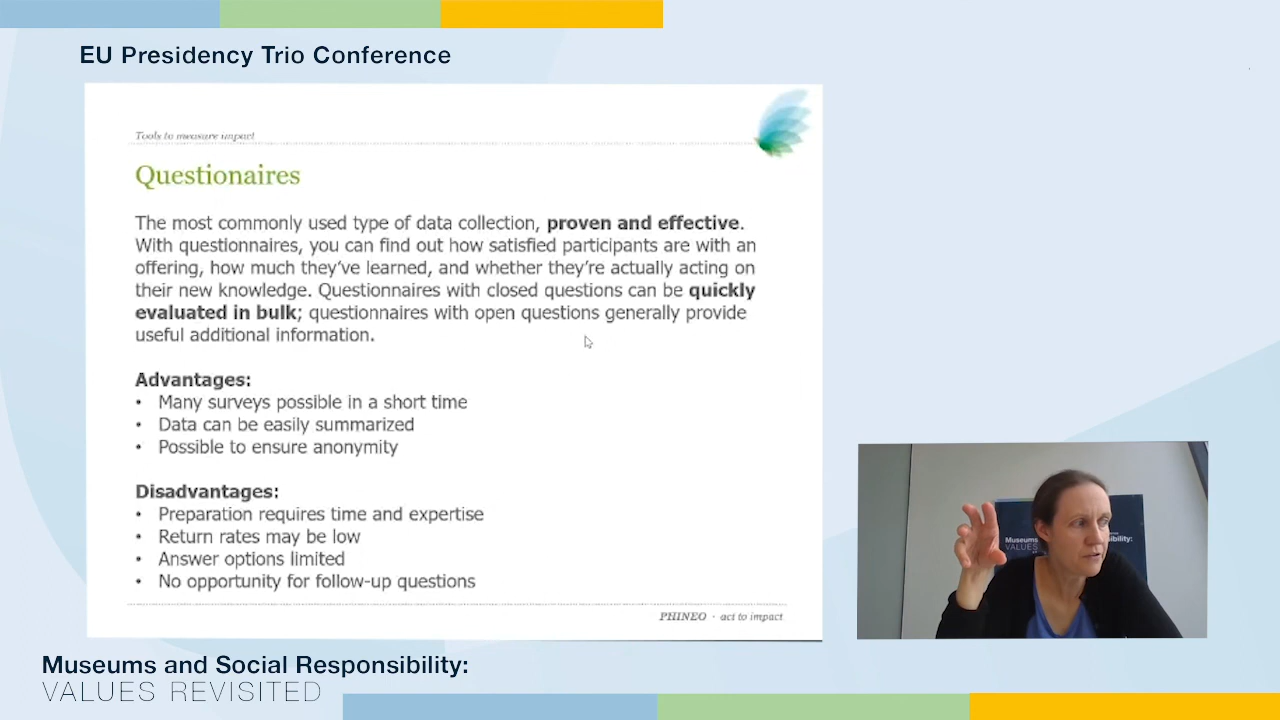 EU Presidency Trio Conference
Tools to measure impact
Questionaires
The most commonly used type of data collection, proven and effective.
With questionnaires, you can find out how satisfied participants are with an
offering, how much they've learned, and whether they're actually acting on
their new knowledge. Questionnaires with closed questions can be quickly
evaluated in bulk; questionnaires with open questions generally provide
useful additional information.
Advantages:
• Many surveys possible in a short time
• Data can be easily summarized
• Possible to ensure anonymity
Disadvantages:
• Preparation requires time and expertise
• Return rates may be low
• Answer options limited
• No opportunity for follow-up questions
PHINEO · act to impact
Museums
VALUES
Museums and Social Responsibility:
VALUES REVISITED